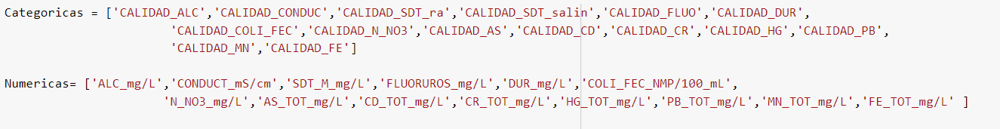 Categoricas = ['CALIDAD_ALC','CALIDAD_CONDUC','CALIDAD_SDT_ra','CALIDAD_SDT_salin','CALIDAD_FLUO','CALIDAD_DUR',
'CALIDAD_COLI_FEC','CALIDAD_N_NO3','CALIDAD_AS','CALIDAD_CD','CALIDAD_CR','CALIDAD_HG','CALIDAD_PB',
'CALIDAD_MN','CALIDAD_FE']
Numericas= ['ALC_mg/L','CONDUCT_mS/cm','SDT_M_mg/L','FLUORUROS_mg/L','DUR_mg/L','COLI_FEC_NMP/100_mL',
'N_NO3_mg/L','AS_TOT_mg/L','CD_TOT_mg/L','CR_TOT_mg/L','HG_TOT_mg/L','PB_TOT_mg/L','MN_TOT_mg/L','FE_TOT_mg/L' ]